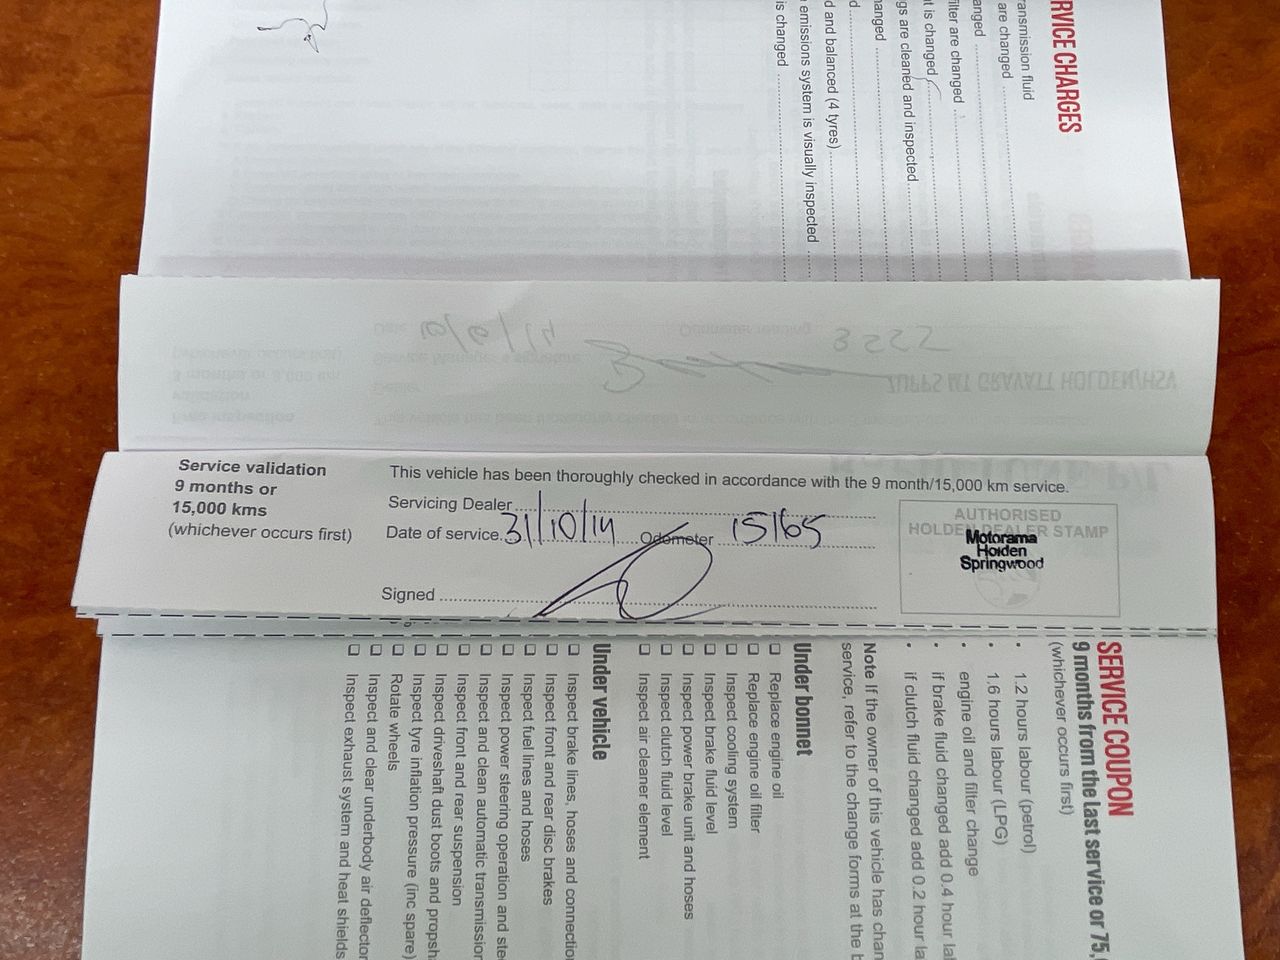 RVICE CHARGES
ransmission fluid
are changed
anged
filter are changed
t is changed
gs are cleaned and inspected
hanged
d
d and balanced (4 tyres)
emissions system is visually inspected
is changed
Service validation
9 months or
15,000 kms
(whichever occurs first)
This vehicle has been thoroughly checked in accordance with the 9 month/15,000 km service.
Servicing Dealer
Date of service 31/10/14 Odometer 15165
Signed
AUTHORISED
HOLDEN DEALER STAMP
Motorama
Holden
Springwood
SERVICE COUPON
9 months from the last service or 75,
(whichever occurs first)
• 1.2 hours labour (petrol)
• 1.6 hours labour (LPG)
• engine oil and filter change
• if brake fluid changed add 0.4 hour la
• if clutch fluid changed add 0.2 hour la
Note If the owner of this vehicle has chan
service, refer to the change forms at the b
Under bonnet
❑ Replace engine oil
❑ Replace engine oil filter
❑ Inspect cooling system
❑ Inspect brake fluid level
❑ Inspect power brake unit and hoses
❑ Inspect clutch fluid level
❑ Inspect air cleaner element
Under vehicle
❑ Inspect brake lines, hoses and connectio
❑ Inspect front and rear disc brakes
❑ Inspect fuel lines and hoses
❑ Inspect power steering operation and ste
❑ Inspect and clean automatic transmission
❑ Inspect front and rear suspension
❑ Inspect driveshaft dust boots and propsh
❑ Inspect tyre inflation pressure (inc spare)
❑ Rotate wheels
❑ Inspect and clear underbody air deflector
❑ Inspect exhaust system and heat shields